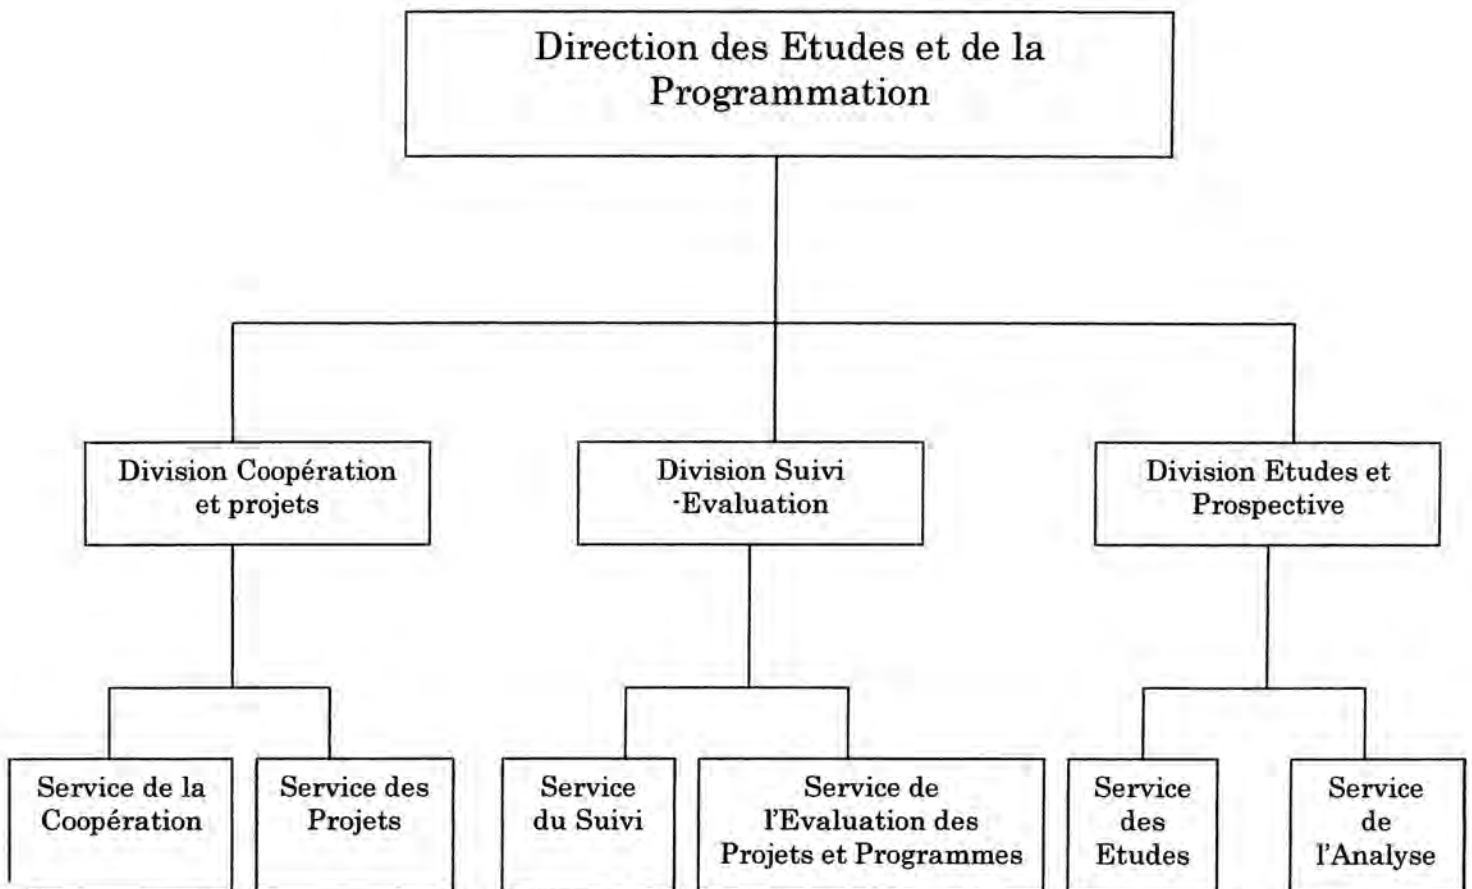 Direction des Etudes et de la
Programmation
Division Coopération
et projets
Division Suivi
-Evaluation
Division Etudes et
Prospective
Service de la
Coopération
Service des
Projets
Service
du Suivi
Service de
l'Evaluation des
Projets et Programmes
Service
des
Etudes
Service
de
l'Analyse